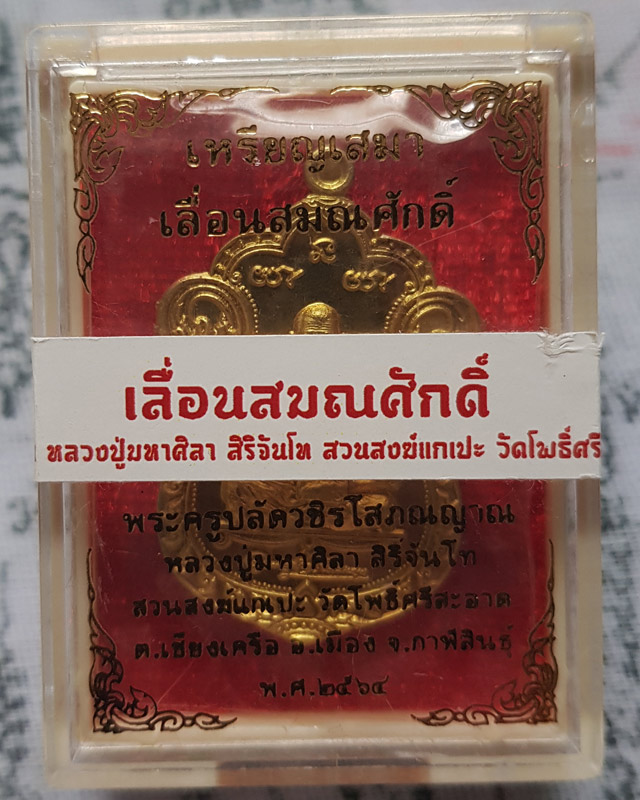 เหรียญเสมา
เลื่อนสมณศักดิ์
เลื่อนสมณศักดิ์
หลวงปู่มหาศิลา สิริจันโท สวนสงฆ์แกเปะ วัดโพธิ์ศรี
พระครูปลัดวชิรโสภณญาณ
หลวงปู่มหาศิลา สิริจันโท
สวนสงฆ์แกเปะ วัดโพธิ์ศรีสะอาด
ต.เชียงเครือ อ.เมือง จ.กาฬสินธุ์
พ.ศ.๒๕๖๔